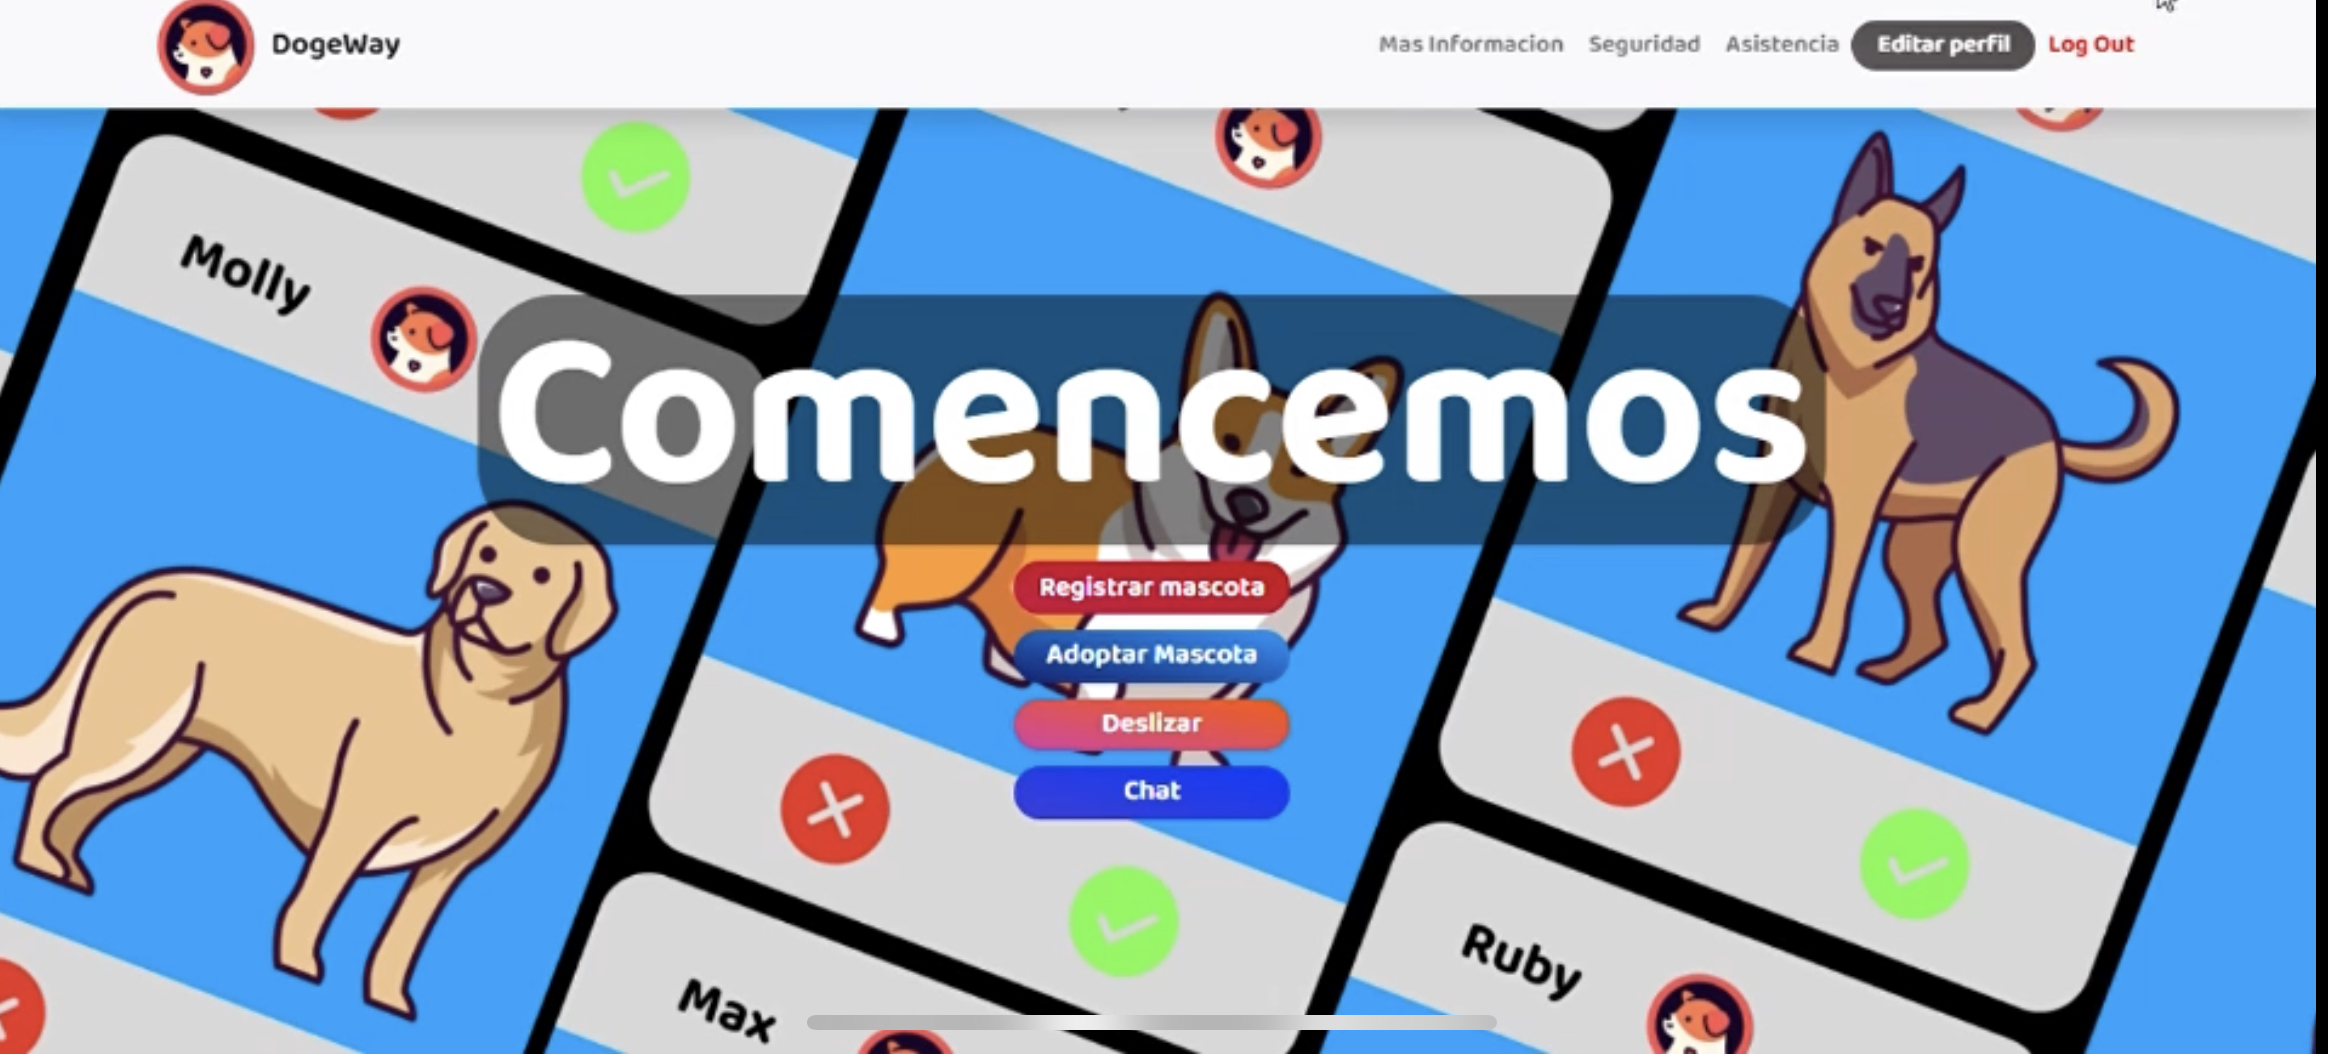 DogeWay
Mas Informacion
Seguridad
Asistencia
Editar perfil
Log Out
Molly
Comencemos
Registrar mascota
Adoptar Mascota
Deslizar
Chat
Ruby
Max